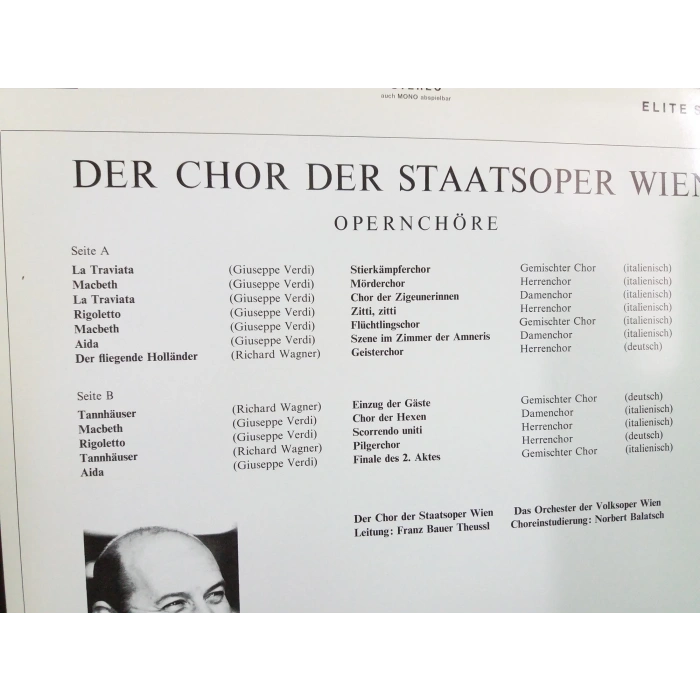 STEREO
auch MONO abspielbar
ELITE S
DER CHOR DER STAATSOPER WIEN
OPERNCHÖRE
Seite A
La Traviata (Giuseppe Verdi) Stierkämpferchor Gemischter Chor (italienisch)
Macbeth (Giuseppe Verdi) Mörderchor Herrenchor (italienisch)
La Traviata (Giuseppe Verdi) Chor der Zigeunerinnen Damenchor (italienisch)
Rigoletto (Giuseppe Verdi) Zitti, zitti Herrenchor (italienisch)
Macbeth (Giuseppe Verdi) Flüchtlingschor Gemischter Chor (italienisch)
Aida (Giuseppe Verdi) Szene im Zimmer der Amneris Damenchor (italienisch)
Der fliegende Holländer (Richard Wagner) Geisterchor Herrenchor (deutsch)
Seite B
Tannhäuser (Richard Wagner) Einzug der Gäste Gemischter Chor (deutsch)
Macbeth (Giuseppe Verdi) Chor der Hexen Damenchor (italienisch)
Rigoletto (Giuseppe Verdi) Scorrendo uniti Herrenchor (italienisch)
Tannhäuser (Richard Wagner) Pilgerchor Herrenchor (deutsch)
Aida (Giuseppe Verdi) Finale des 2. Aktes Gemischter Chor (italienisch)
Der Chor der Staatsoper Wien Das Orchester der Volksoper Wien
Leitung: Franz Bauer Theussl Choreinstudierung: Norbert Balatsch